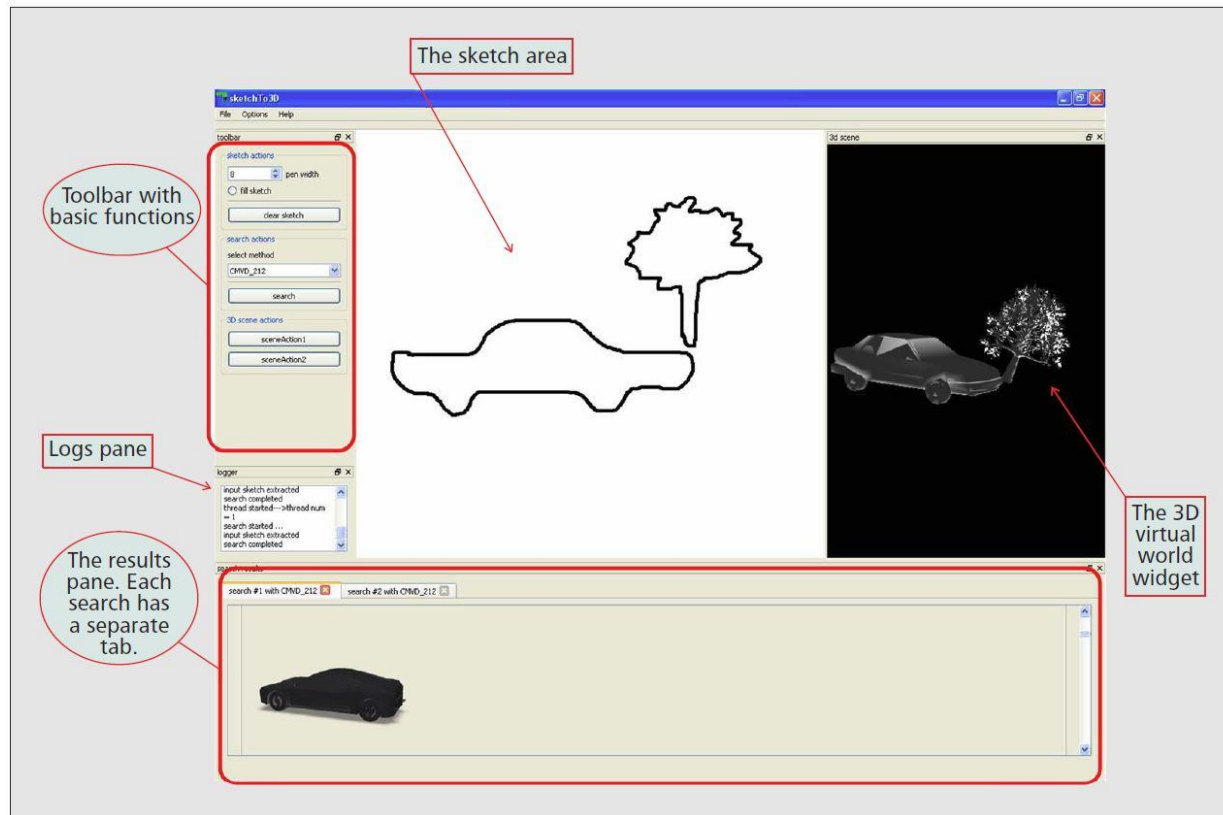 The sketch area
sketchTo3D
File Options Help
toolbar
3d scene
sketch actions
8 pen width
fill sketch
clear sketch
Toolbar with
basic functions
search actions
select method
CMVD_212
search
3D scene actions
sceneAction1
sceneAction2
Logs pane
logger
input sketch extracted
search completed
thread started--->thread num
= 1
search started ...
input sketch extracted
search completed
The 3D
virtual
world
widget
The results
pane. Each
search has
a separate
tab.
search results
search #1 with CMVD_212
search #2 with CMVD_212